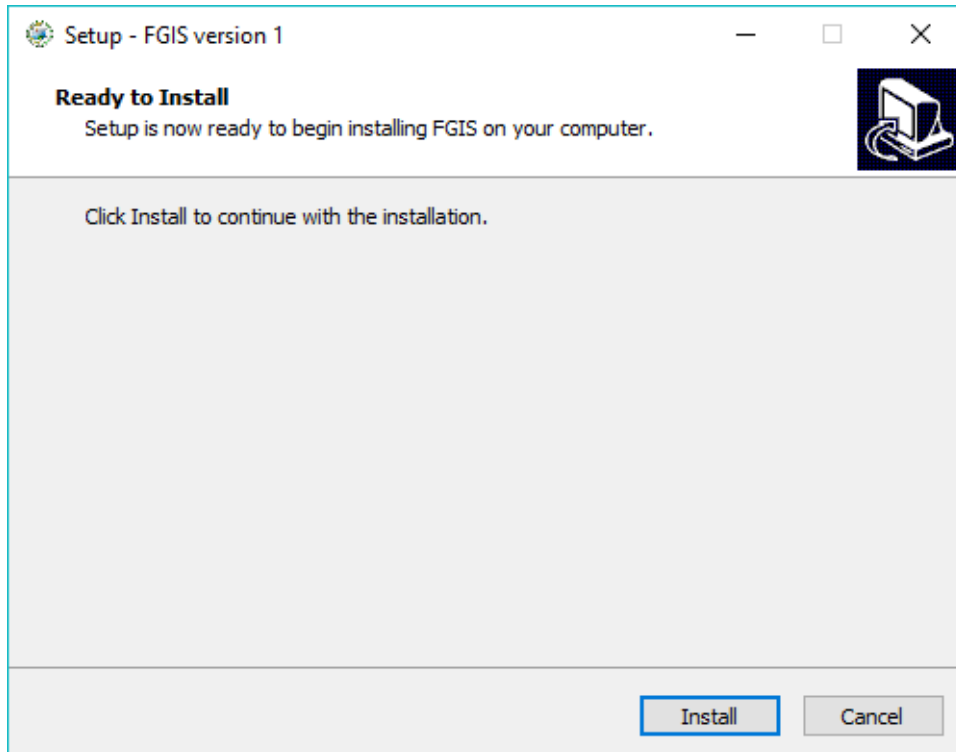 Setup - FGIS version 1
Ready to Install
Setup is now ready to begin installing FGIS on your computer.
Click Install to continue with the installation.
Install
Cancel